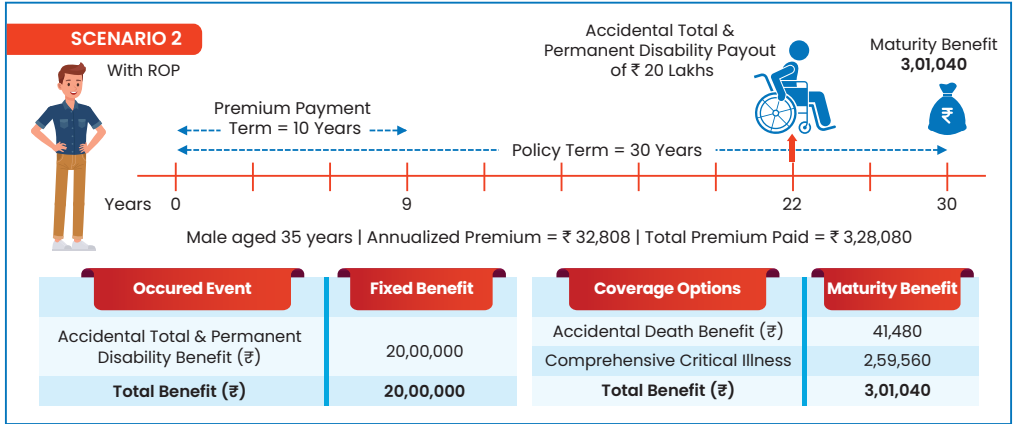 SCENARIO 2
With ROP
Accidental Total &
Permanent Disability Payout
of ₹ 20 Lakhs
Maturity Benefit
3,01,040
₹
Premium Payment
Term = 10 Years
Policy Term = 30 Years
Years 0 9 22 30
Male aged 35 years | Annualized Premium = ₹ 32,808 | Total Premium Paid = ₹ 3,28,080
Occured Event Fixed Benefit
Accidental Total & Permanent
Disability Benefit (₹) 20,00,000
Total Benefit (₹) 20,00,000
Coverage Options Maturity Benefit
Accidental Death Benefit (₹) 41,480
Comprehensive Critical Illness 2,59,560
Total Benefit (₹) 3,01,040